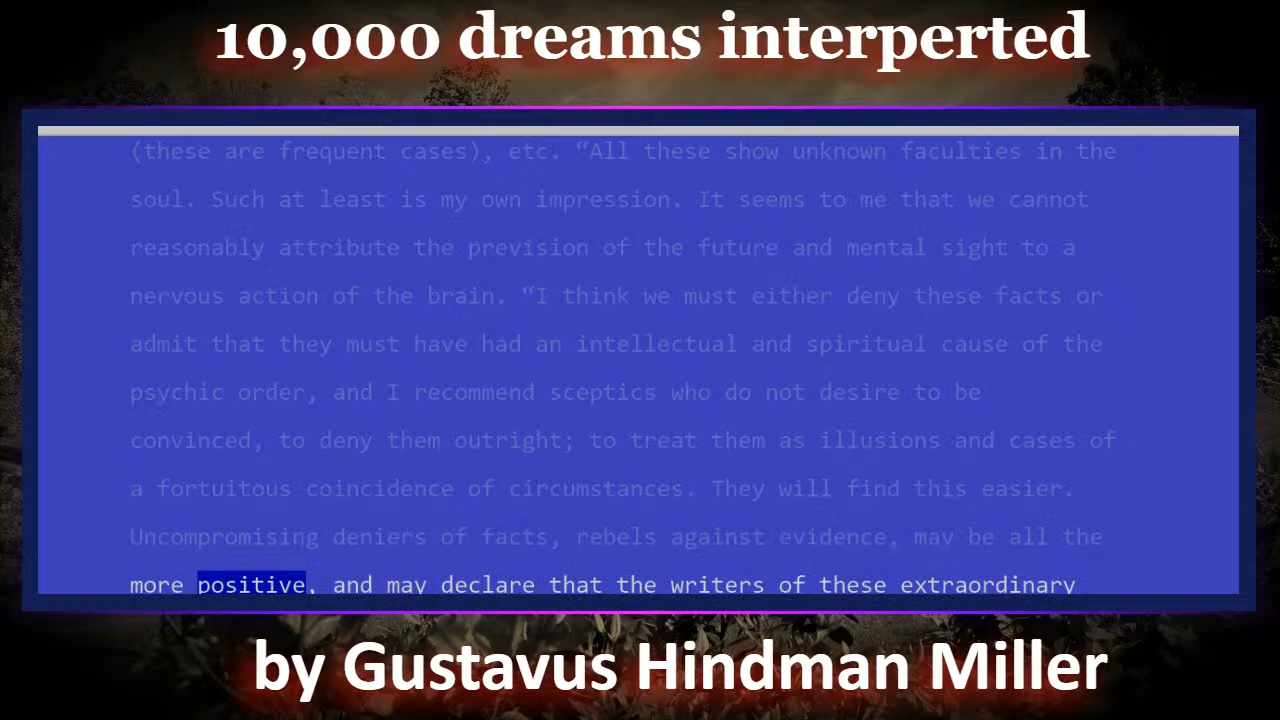 10,000 dreams interperted
(these are frequent cases), etc. “All these show unknown faculties in the
soul. Such at least is my own impression. It seems to me that we cannot
reasonably attribute the prevision of the future and mental sight to a
nervous action of the brain. “I think we must either deny these facts or
admit that they must have had an intellectual and spiritual cause of the
psychic order, and I recommend sceptics who do not desire to be
convinced, to deny them outright; to treat them as illusions and cases of
a fortuitous coincidence of circumstances. They will find this easier.
Uncompromising deniers of facts, rebels against evidence, may be all the
more positive, and may declare that the writers of these extraordinary
by Gustavus Hindman Miller